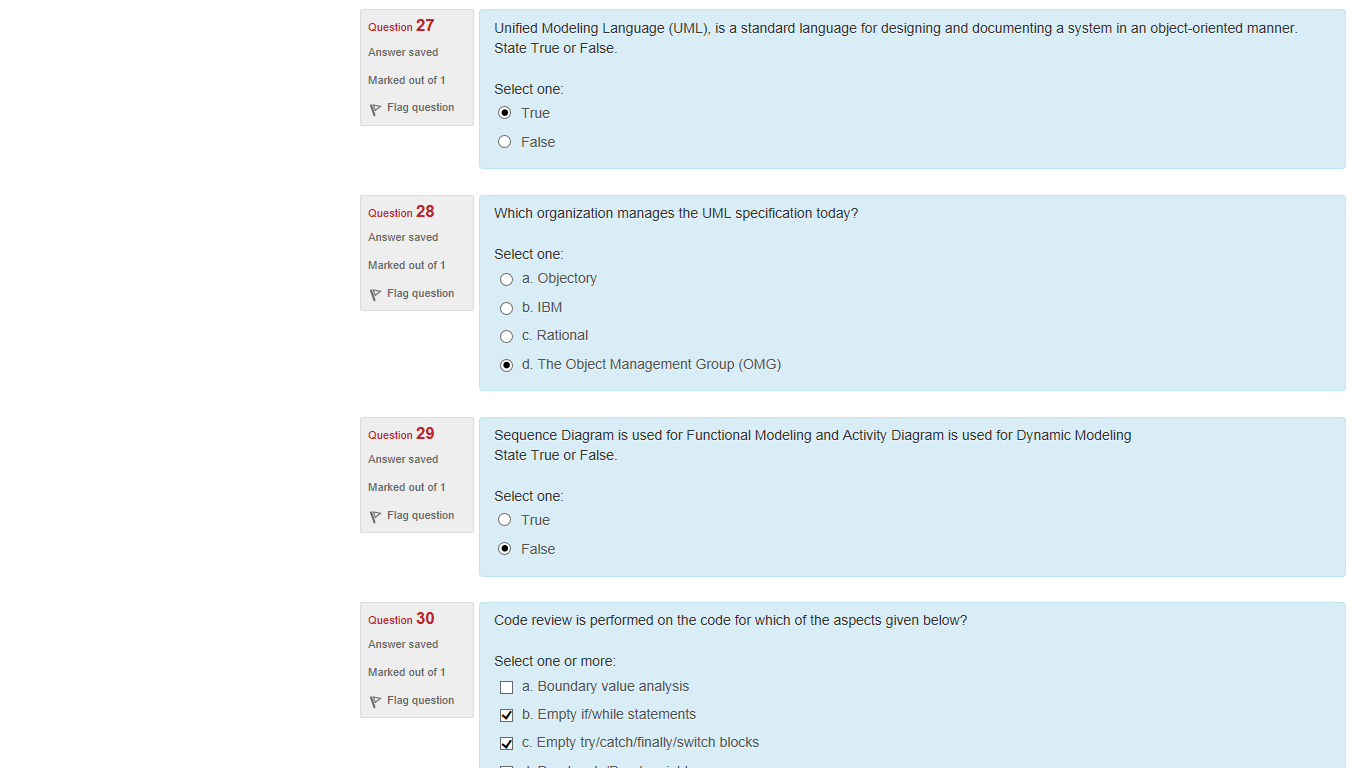 Question 27
Answer saved
Marked out of 1
Flag question
Unified Modeling Language (UML), is a standard language for designing and documenting a system in an object-oriented manner.
State True or False.
Select one:
True
False
Question 28
Answer saved
Marked out of 1
Flag question
Which organization manages the UML specification today?
Select one:
a. Objectory
b. IBM
c. Rational
d. The Object Management Group (OMG)
Question 29
Answer saved
Marked out of 1
Flag question
Sequence Diagram is used for Functional Modeling and Activity Diagram is used for Dynamic Modeling
State True or False.
Select one:
True
False
Question 30
Answer saved
Marked out of 1
Flag question
Code review is performed on the code for which of the aspects given below?
Select one or more:
a. Boundary value analysis
b. Empty if/while statements
c. Empty try/catch/finally/switch blocks